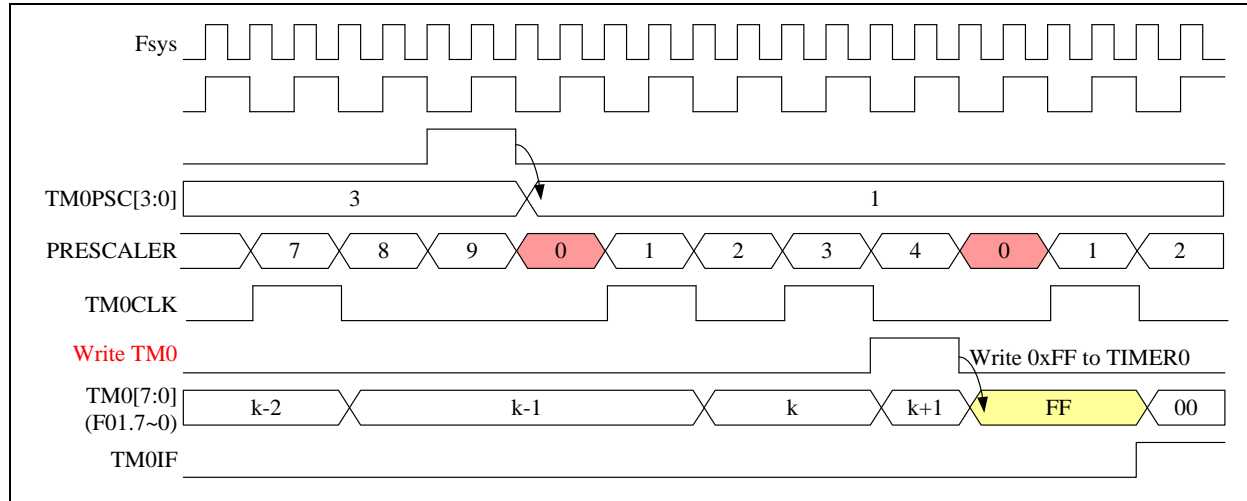 Fsys
TM0PSC[3:0] 3 1
PRESCALER 7 8 9 0 1 2 3 4 0 1 2
TM0CLK
Write TM0 Write 0xFF to TIMER0
TM0[7:0] k-2 k-1 k k+1 FF 00
(F01.7~0)
TM0IF